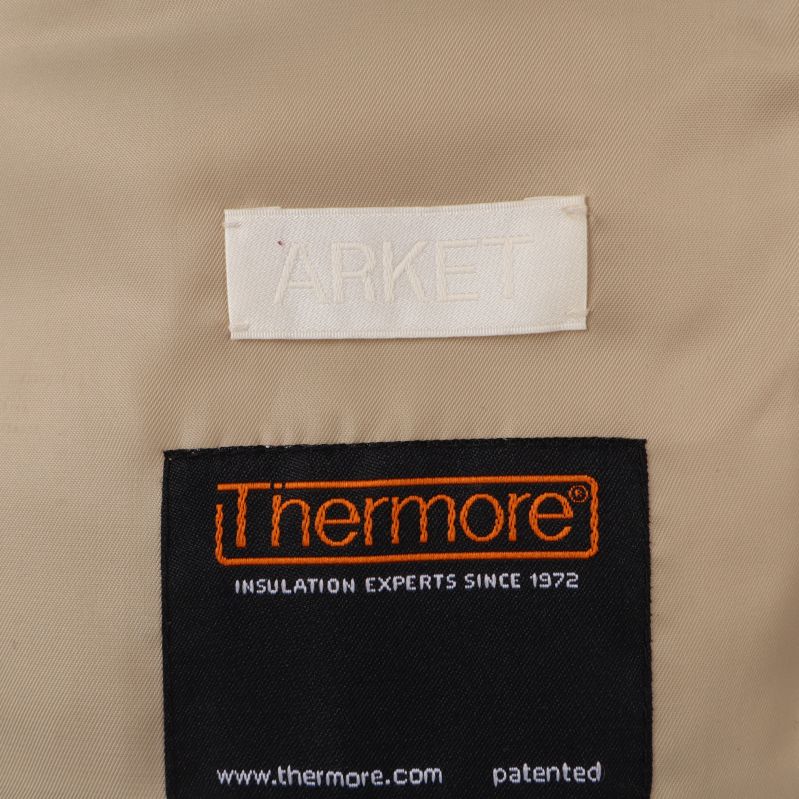 ARKET
Thermore®
INSULATION EXPERTS SINCE 1972
www.thermore.com patented